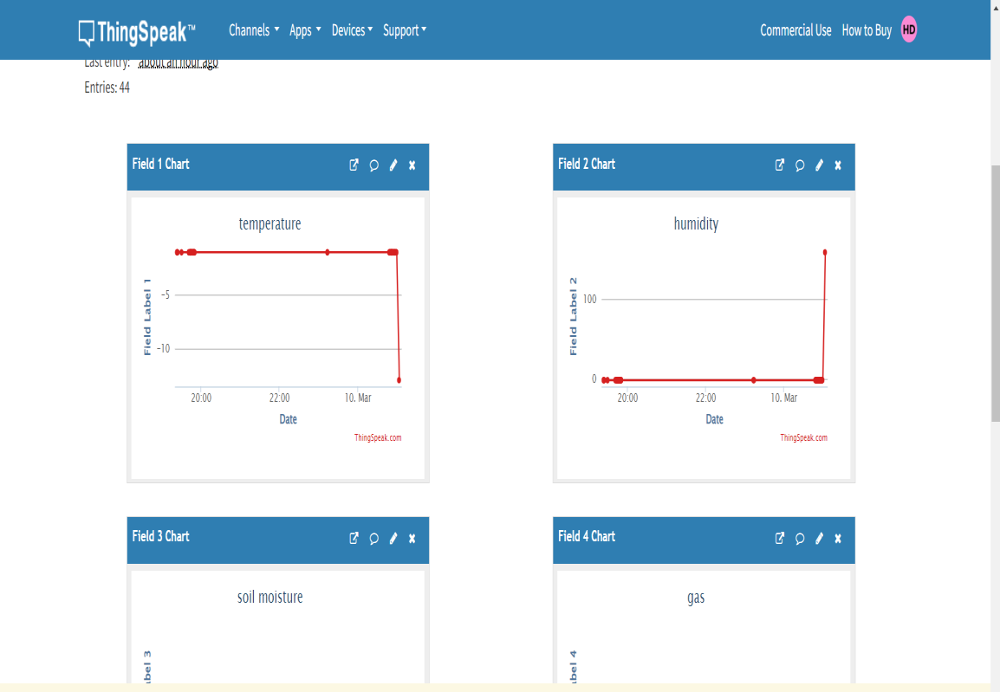 ThingSpeak™ Channels Apps Devices Support Commercial Use How to Buy HD
Last entry: about an hour ago
Entries: 44
Field 1 Chart
temperature
Field Label 1
−5
−10
20:00 22:00 10. Mar
Date
ThingSpeak.com
Field 2 Chart
humidity
Field Label 2
100
0
20:00 22:00 10. Mar
Date
ThingSpeak.com
Field 3 Chart
soil moisture
abel 3
Field 4 Chart
gas
abel 4